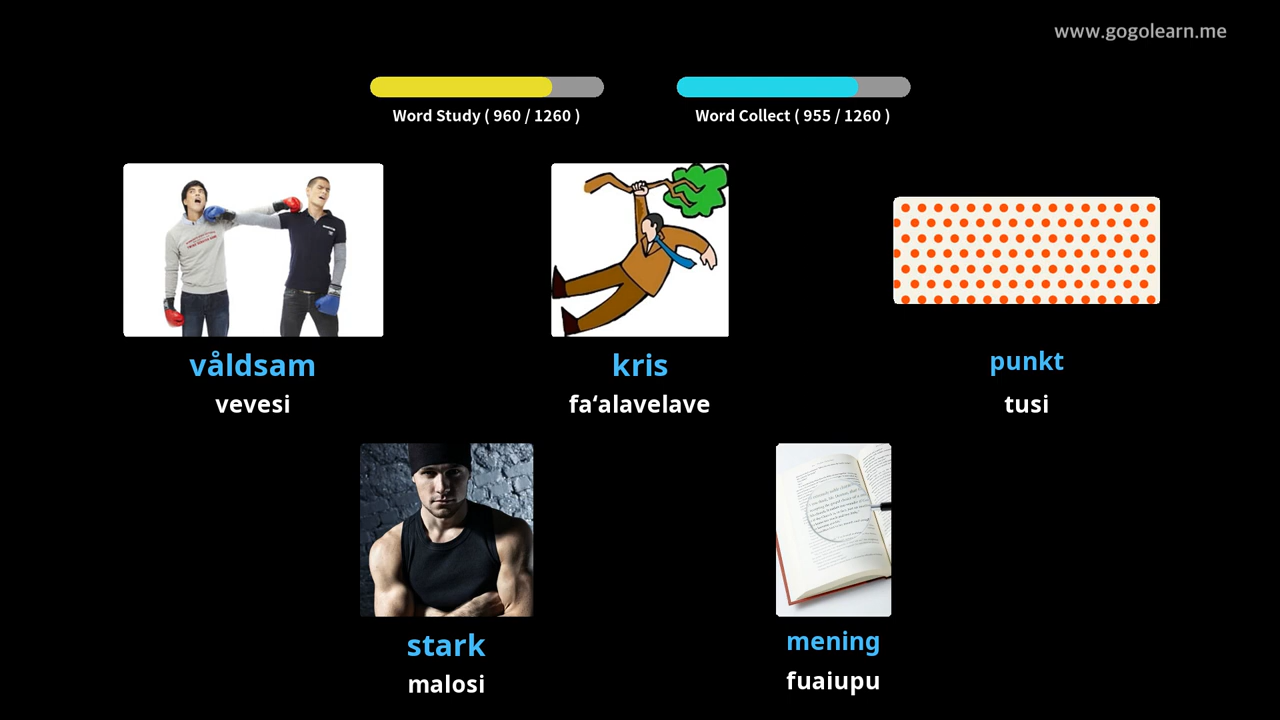 www.gogolearn.me
Word Study ( 960 / 1260 )
Word Collect ( 955 / 1260 )
våldsam
vevesi
kris
fa‘alavelave
punkt
tusi
stark
malosi
mening
fuaiupu